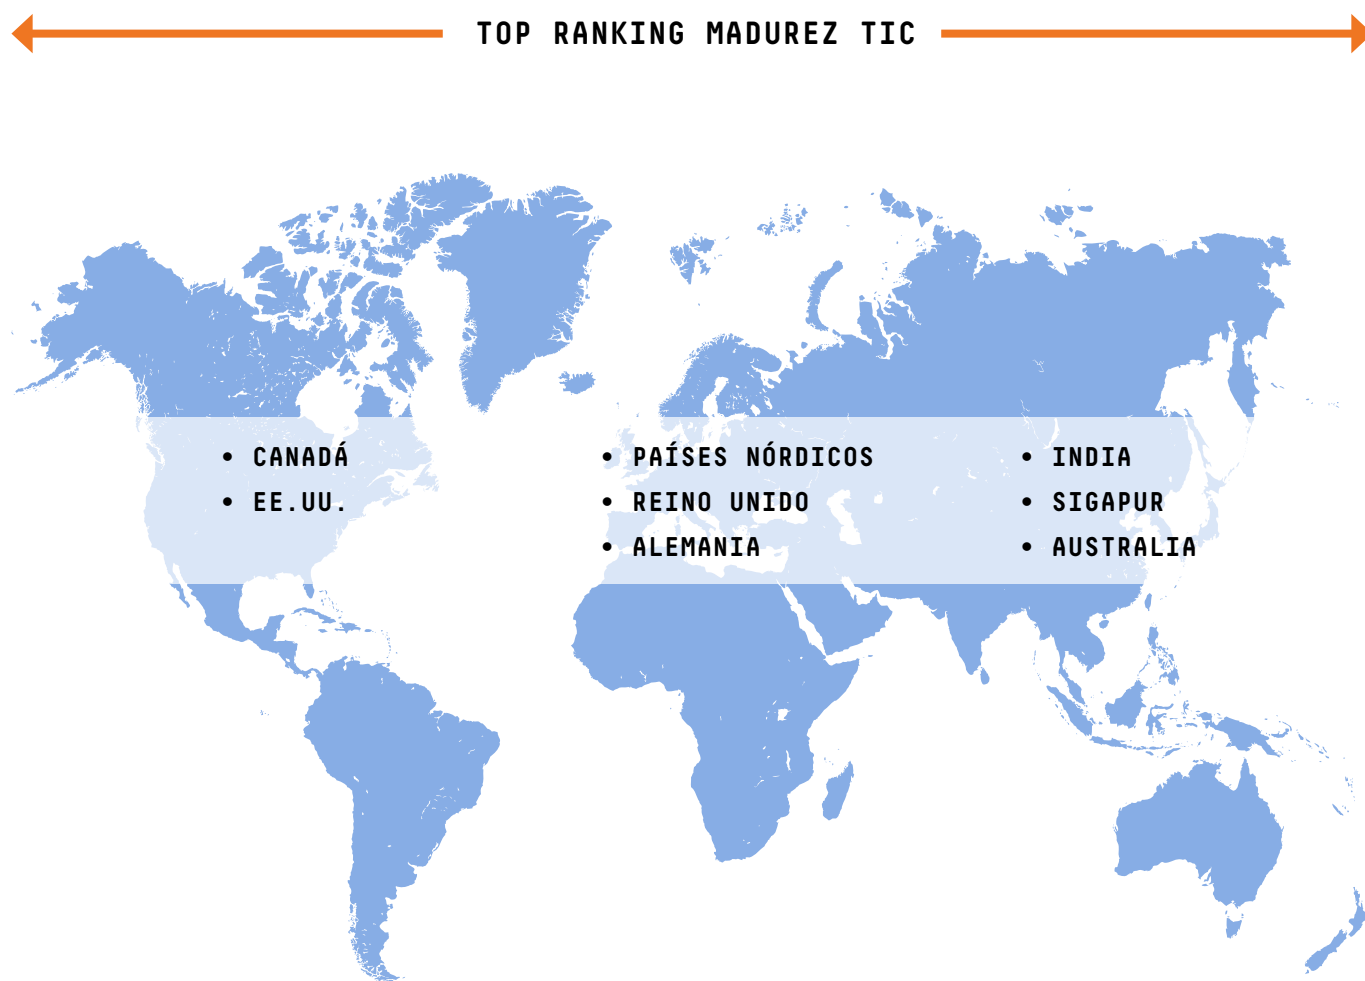 TOP RANKING MADUREZ TIC
• CANADÁ
• EE.UU.
• PAÍSES NÓRDICOS
• REINO UNIDO
• ALEMANIA
• INDIA
• SIGAPUR
• AUSTRALIA